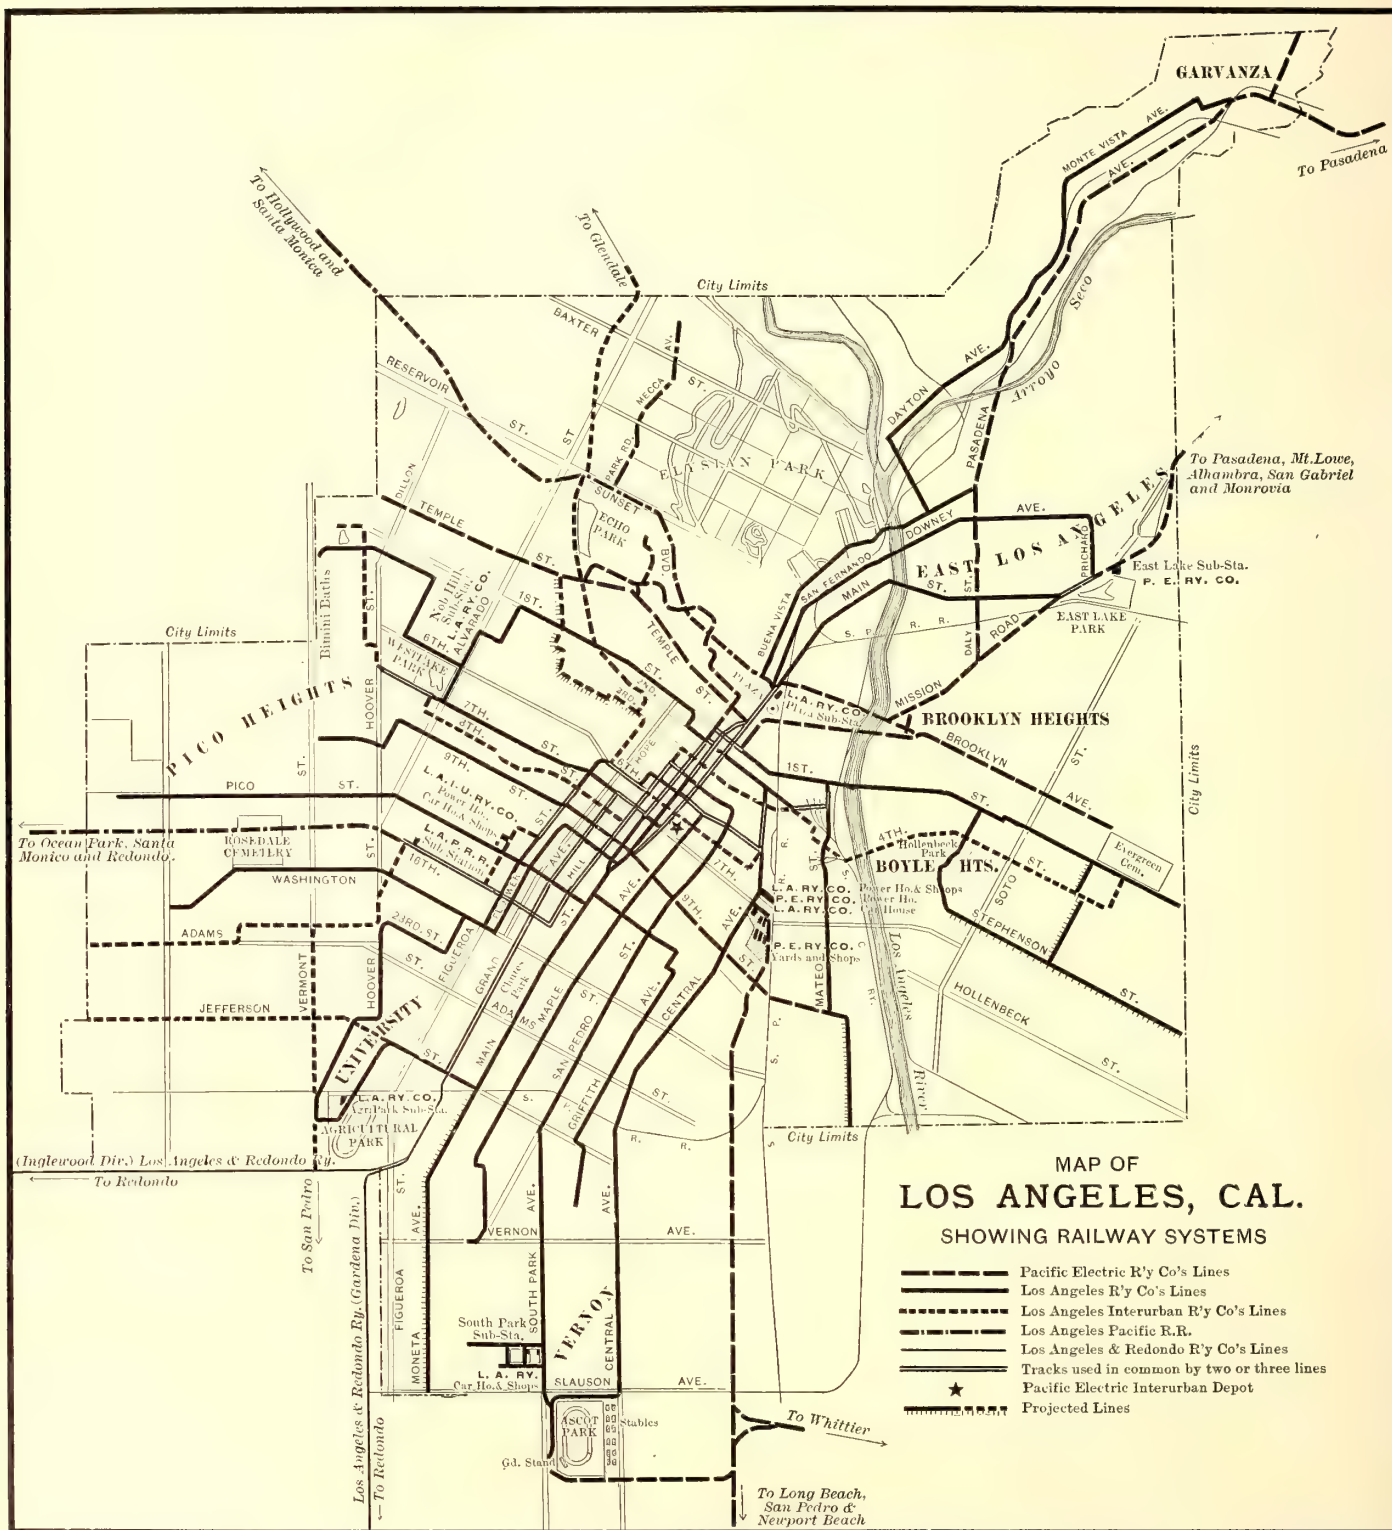 GARVANZA
MONTE VISTA AVE.
AVE.
To Pasadena
To Hollywood and
Santa Monica
To Glendale
City Limits
BAXTER
ST.
MECCA AV.
PARK RD.
RESERVOIR
ST.
ST
DAYTON
AVE.
PASADENA
Arroyo
Seco
To Pasadena, Mt.Lowe,
Alhambra, San Gabriel
and Monrovia
DILLON
TEMPLE
ST.
SUNSET
BLVD.
ECHO
PARK
ELYSIAN PARK
DOWNEY
AVE.
SAN FERNANDO
BUENA VISTA
MAIN
ST.
EAST LOS ANGELES
PRICHARD
East Lake Sub-Sta.
P. E. RY. CO.
EAST LAKE
PARK
S. P. R. R.
DALY
ST.
MISSION
ROAD
Bimini Baths
ST.
Nob Hill
Sub-Sta.
L. A. RY. CO.
ALVARADO
1ST.
ST.
6TH.
WESTLAKE
PARK
TEMPLE
ST.
2ND.
3RD.
PLAZA
L. A. RY. CO.
Plaza Sub-Sta.
BROOKLYN HEIGHTS
BROOKLYN
AVE.
City Limits
City Limits
PICO HEIGHTS
HOOVER
ST.
7TH.
ST.
8TH.
ST.
9TH.
ST.
HOPE
6TH.
1ST.
ST.
ST.
PICO
ST.
L. A. I. U. RY. CO.
Power Ho.
Car Ho. & Shops
L. A. P. R. R.
Sub Station
16TH.
To Ocean Park, Santa
Monico and Redondo.
ROSEDALE
CEMETERY
ST.
WASHINGTON
4TH.
ST.
Hollenbeck
Park
BOYLE HTS.
Evergreen
Cem.
SOTO
STEPHENSON
ST.
7TH.
9TH.
AVE.
ST.
L. A. RY. CO. Power Ho. & Shops
P. E. RY. CO. Power Ho.
L. A. RY. CO. Car House
P. E. RY. CO.
Yards and Shops
FLOWER
AVE.
HILL
ST.
AVE.
ST.
ADAMS
23RD. ST.
ST.
FIGUEROA
GRAND
Chutes
Park
MAPLE
ADAMS
ST.
ST.
AVE.
CENTRAL
MATEO
Los Angeles
River
HOLLENBECK
ST.
VERMONT
HOOVER
JEFFERSON
ST.
UNIVERSITY
MAIN
SAN PEDRO
GRIFFITH
L. A. RY. CO.
Agri Park Sub-Sta.
AGRICULTURAL
PARK
S. P. R. R.
City Limits
(Inglewood Div.) Los Angeles & Redondo Ry.
To Redondo
To San Pedro
Los Angeles & Redondo Ry. (Gardena Div.)
To Redondo
ST.
FIGUEROA
AVE.
MONETA
VERNON
AVE.
AVE.
SOUTH PARK
AVE.
CENTRAL
VERNON
South Park
Sub-Sta.
L. A. RY.
Car Ho. & Shops
SLAUSON
AVE.
ASCOT
PARK
Stables
Gd. Stand
To Whittier
To Long Beach,
San Pedro &
Newport Beach
MAP OF
LOS ANGELES, CAL.
SHOWING RAILWAY SYSTEMS
Pacific Electric R'y Co's Lines
Los Angeles R'y Co's Lines
Los Angeles Interurban R'y Co's Lines
Los Angeles Pacific R.R.
Los Angeles & Redondo R'y Co's Lines
Tracks used in common by two or three lines
Pacific Electric Interurban Depot
Projected Lines